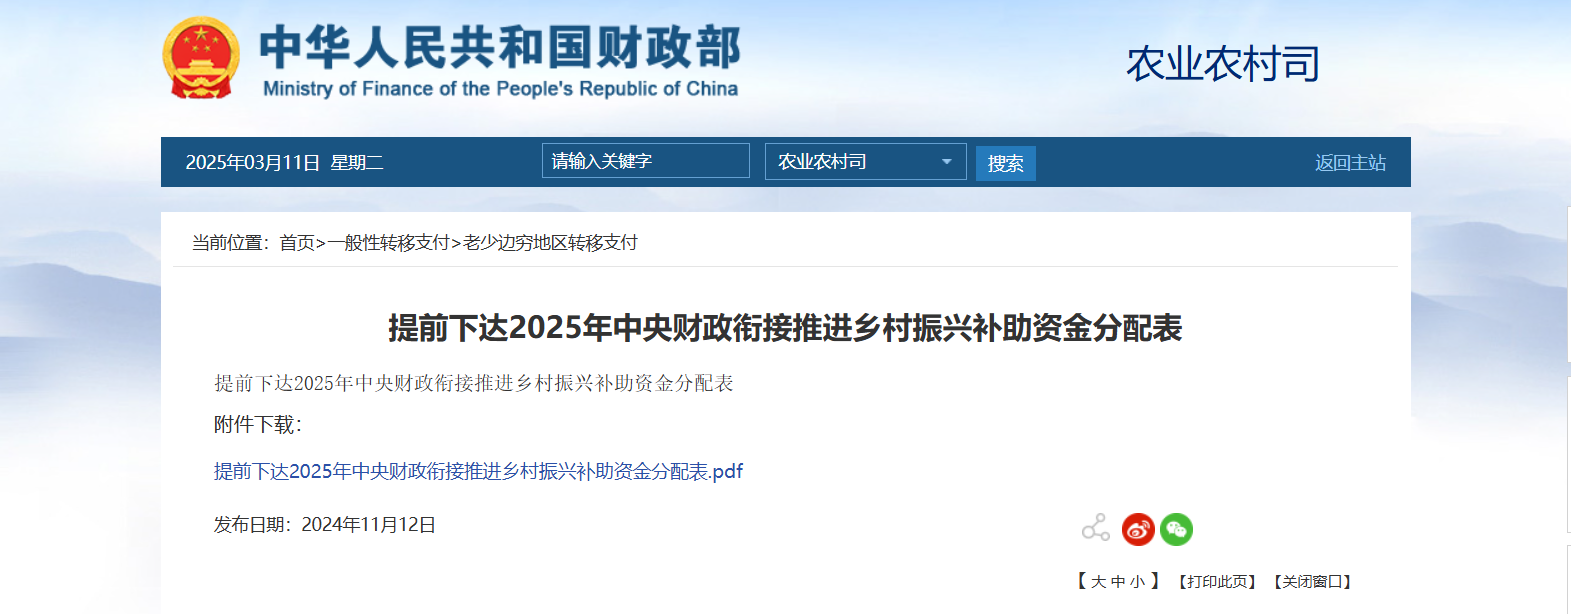 中华人民共和国财政部
Ministry of Finance of the People's Republic of China
农业农村司
2025年03月11日 星期二
请输入关键字
农业农村司
搜索
返回主站
当前位置：首页>一般性转移支付>老少边穷地区转移支付
提前下达2025年中央财政衔接推进乡村振兴补助资金分配表
提前下达2025年中央财政衔接推进乡村振兴补助资金分配表
附件下载：
提前下达2025年中央财政衔接推进乡村振兴补助资金分配表.pdf
发布日期：2024年11月12日
【 大 中 小 】 【打印此页】 【关闭窗口】